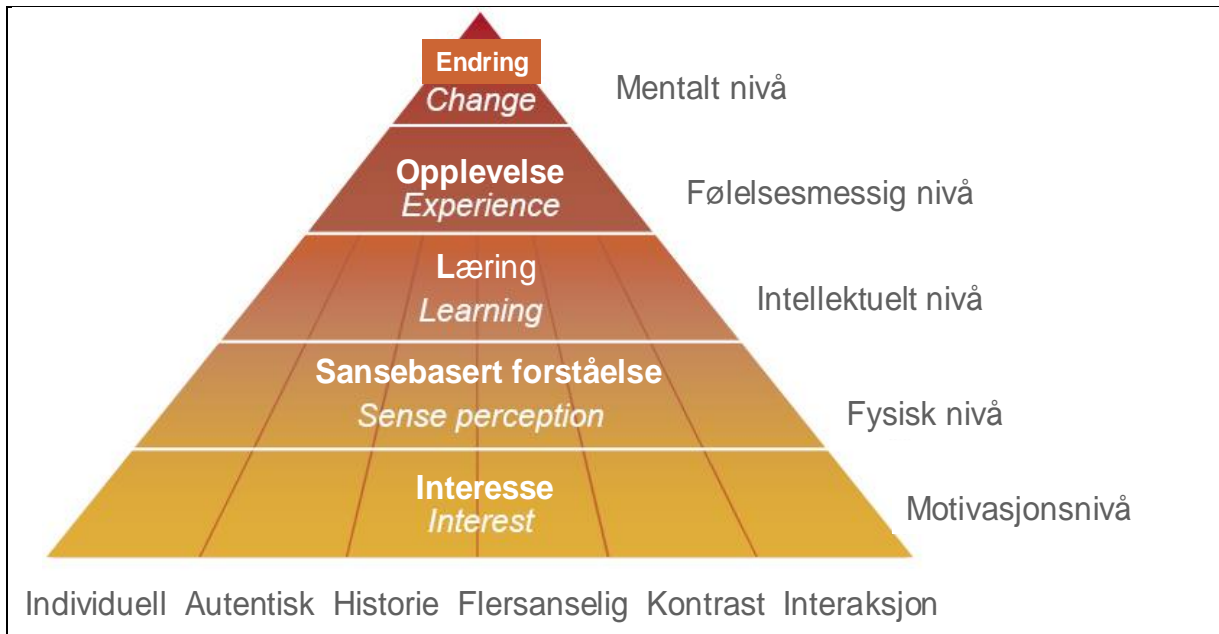 Endring
Change
Mentalt nivå
Opplevelse
Experience
Følelsesmessig nivå
Læring
Learning
Intellektuelt nivå
Sansebasert forståelse
Sense perception
Fysisk nivå
Interesse
Interest
Motivasjonsnivå
Individuell Autentisk Historie Flersanselig Kontrast Interaksjon